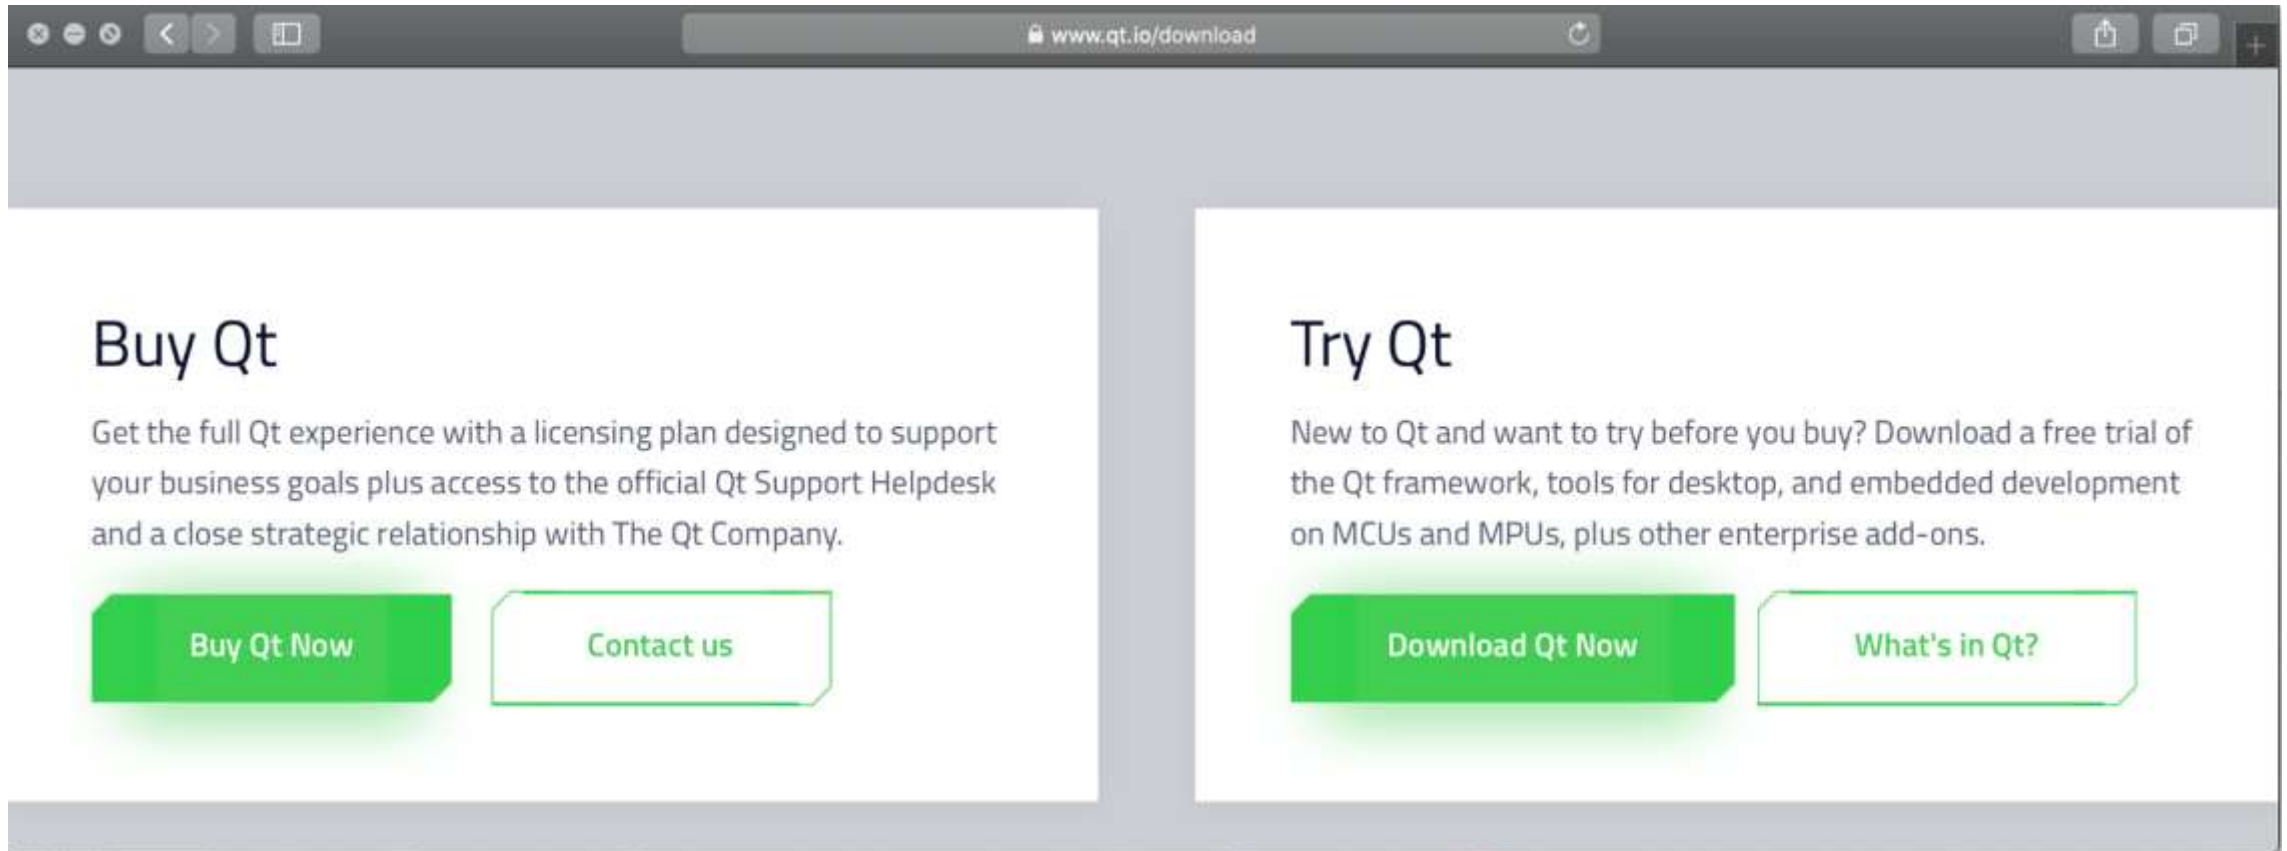 www.qt.io/download
Buy Qt
Get the full Qt experience with a licensing plan designed to support
your business goals plus access to the official Qt Support Helpdesk
and a close strategic relationship with The Qt Company.
Buy Qt Now
Contact us
Try Qt
New to Qt and want to try before you buy? Download a free trial of
the Qt framework, tools for desktop, and embedded development
on MCUs and MPUs, plus other enterprise add-ons.
Download Qt Now
What's in Qt?